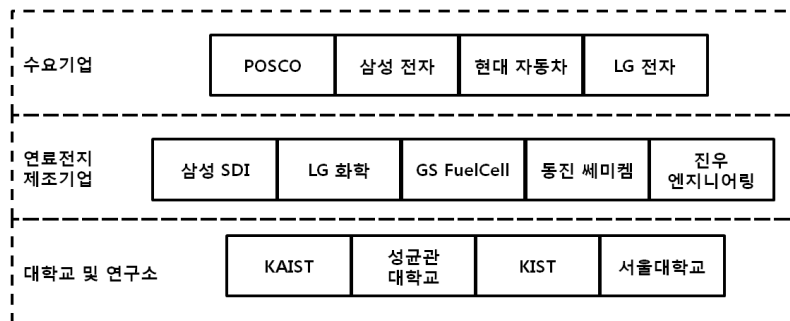 수요기업
POSCO
삼성 전자
현대 자동차
LG 전자
연료전지
제조기업
삼성 SDI
LG 화학
GS FuelCell
동진 쎄미켐
진우
엔지니어링
대학교 및 연구소
KAIST
성균관
대학교
KIST
서울대학교